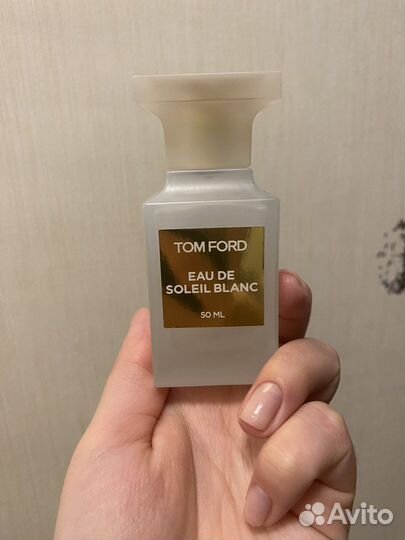 TOM FORD
EAU DE
SOLEIL BLANC
50 ML
Avito